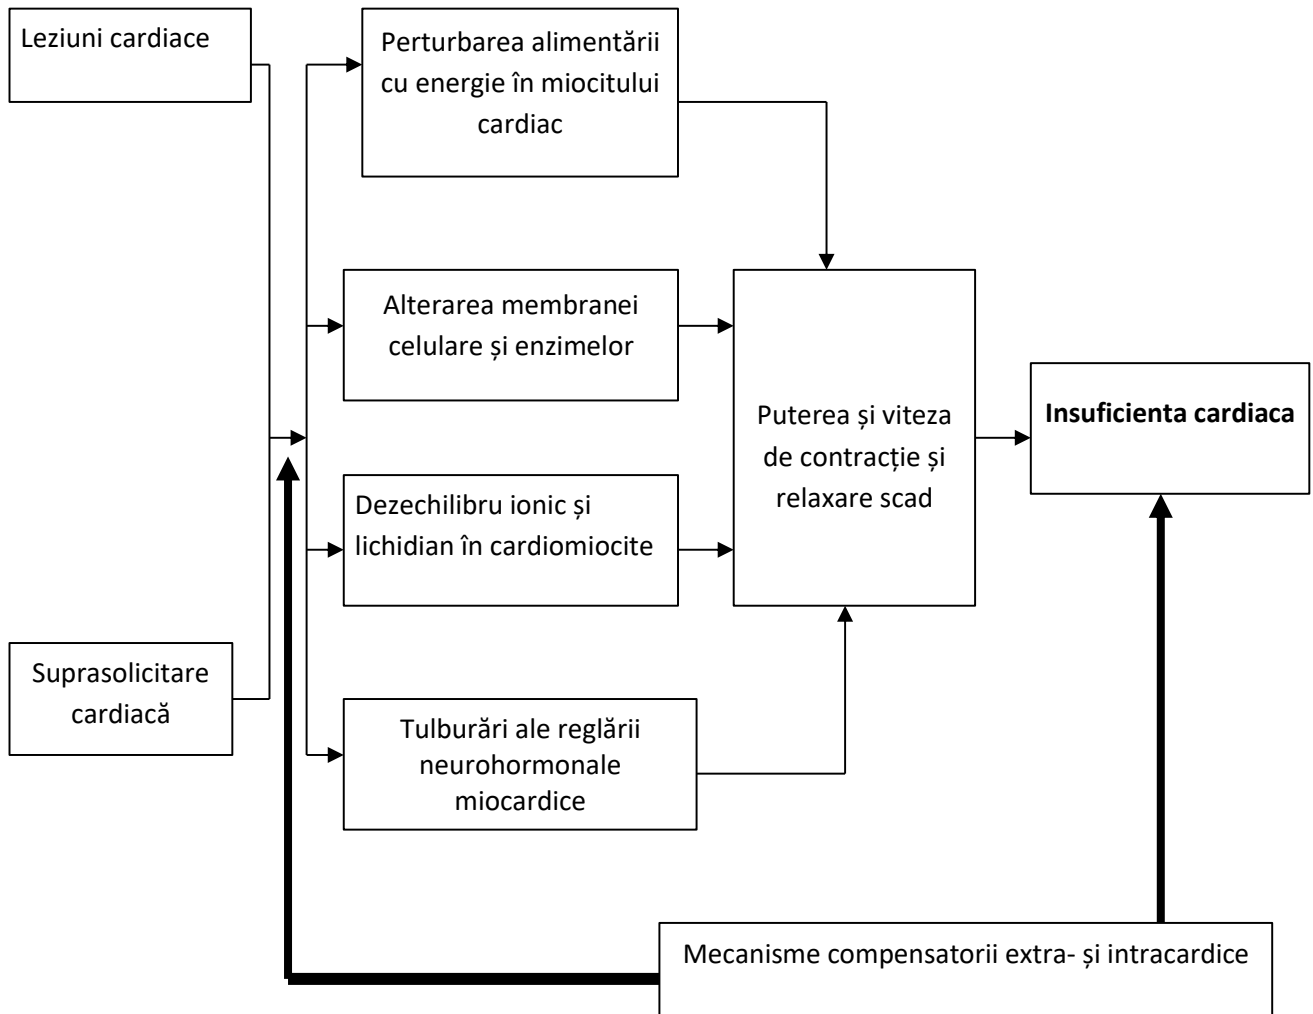 Leziuni cardiace
Perturbarea alimentării
cu energie în miocitului
cardiac
Alterarea membranei
celulare și enzimelor
Puterea și viteza
de contracție și
relaxare scad
Insuficienta cardiaca
Dezechilibru ionic și
lichidian în cardiomiocite
Suprasolicitare
cardiacă
Tulburări ale reglării
neurohormonale
miocardice
Mecanisme compensatorii extra- și intracardice